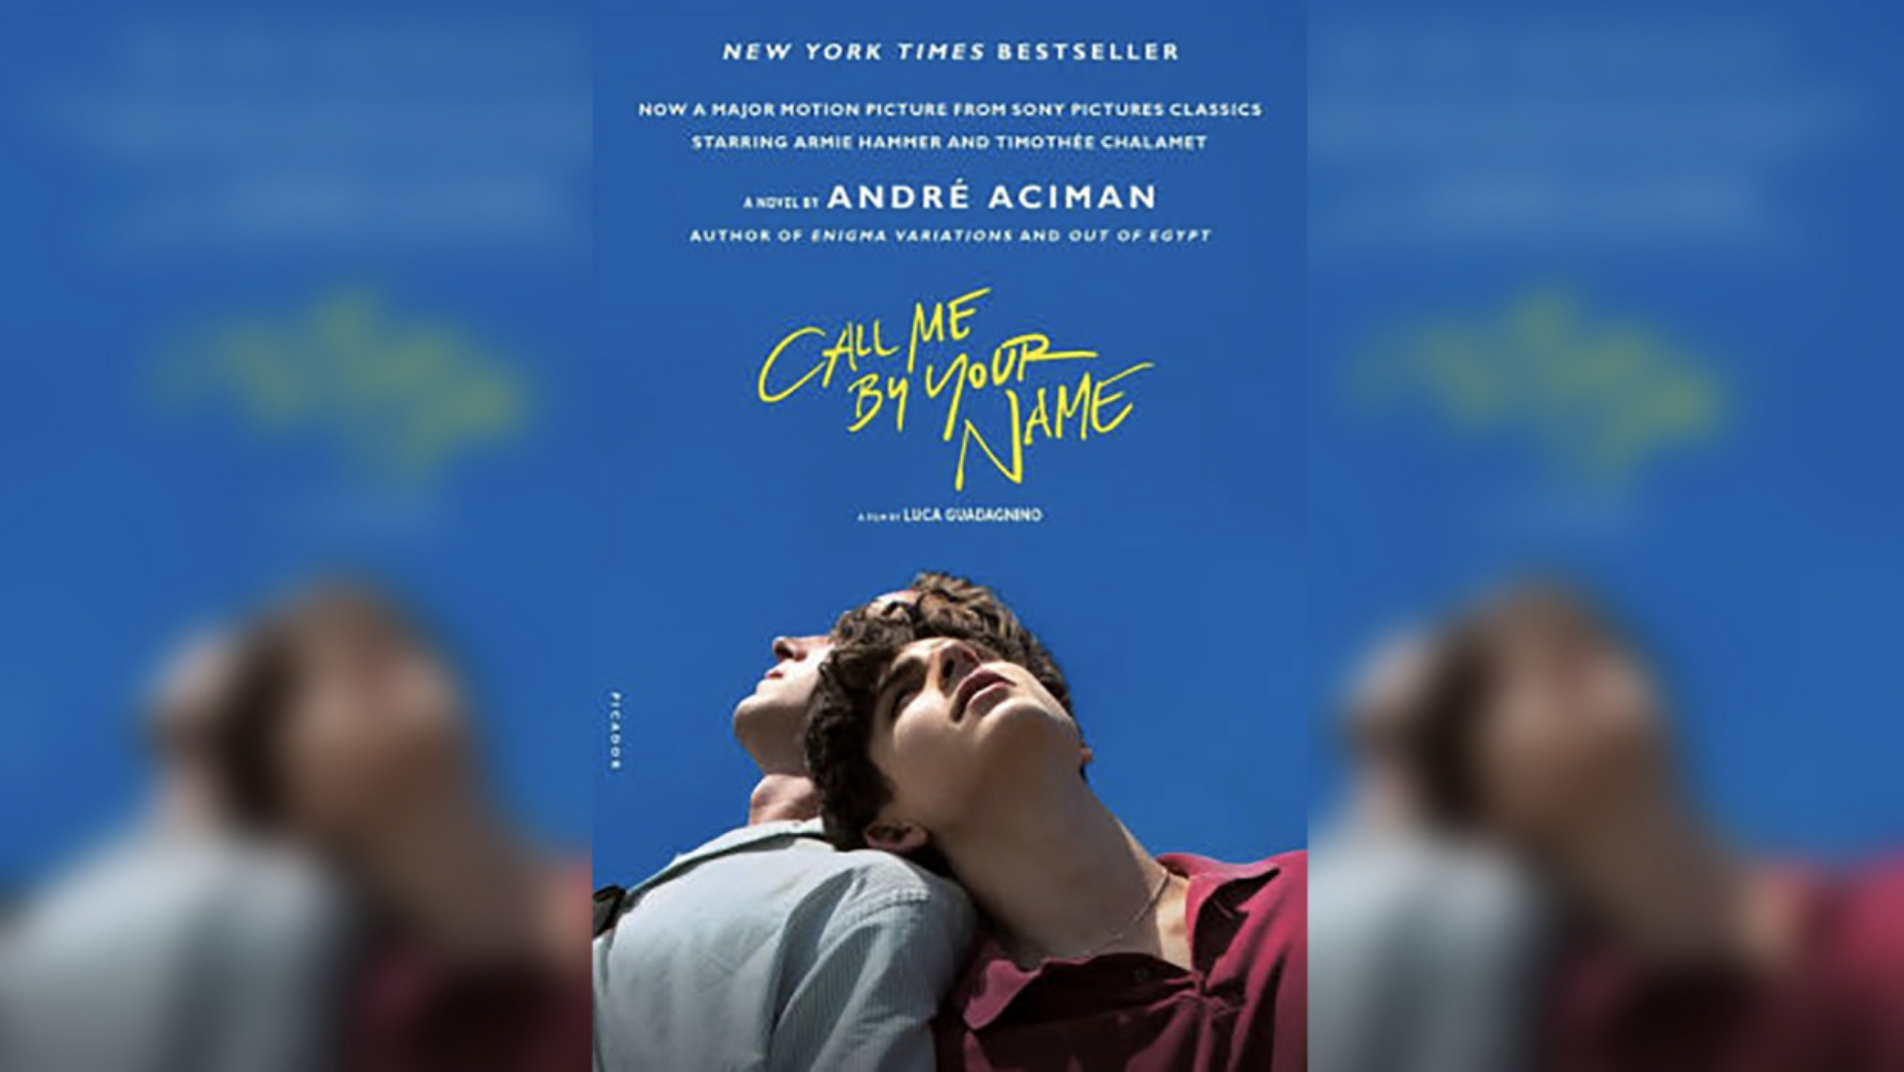 NEW YORK TIMES BESTSELLER
NOW A MAJOR MOTION PICTURE FROM SONY PICTURES CLASSICS
STARRING ARMIE HAMMER AND TIMOTHÉE CHALAMET
A NOVEL BY ANDRÉ ACIMAN
AUTHOR OF ENIGMA VARIATIONS AND OUT OF EGYPT
CALL ME
BY YOUR
NAME
A FILM BY LUCA GUADAGNINO
PICADOR